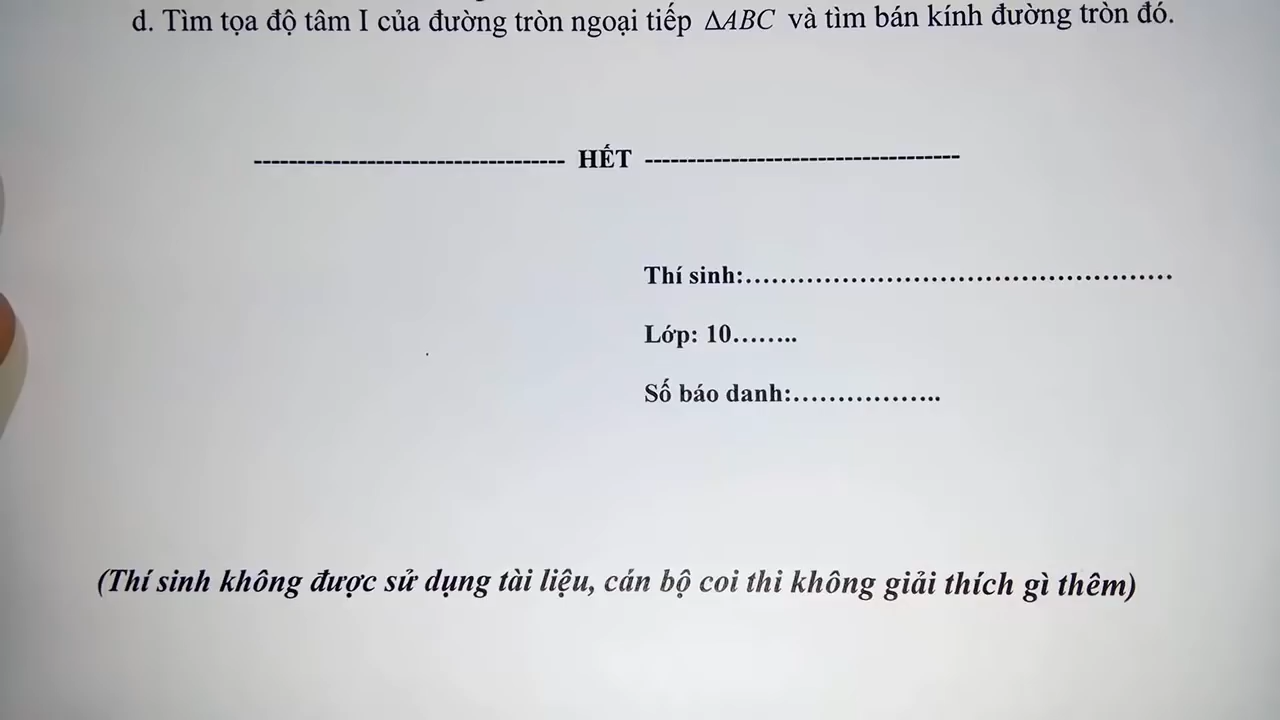 d. Tìm tọa độ tâm I của đường tròn ngoại tiếp ΔABC và tìm bán kính đường tròn đó.
------------------------------------ HẾT ------------------------------------
Thí sinh:................................................
Lớp: 10........
Số báo danh:.................
(Thí sinh không được sử dụng tài liệu, cán bộ coi thi không giải thích gì thêm)